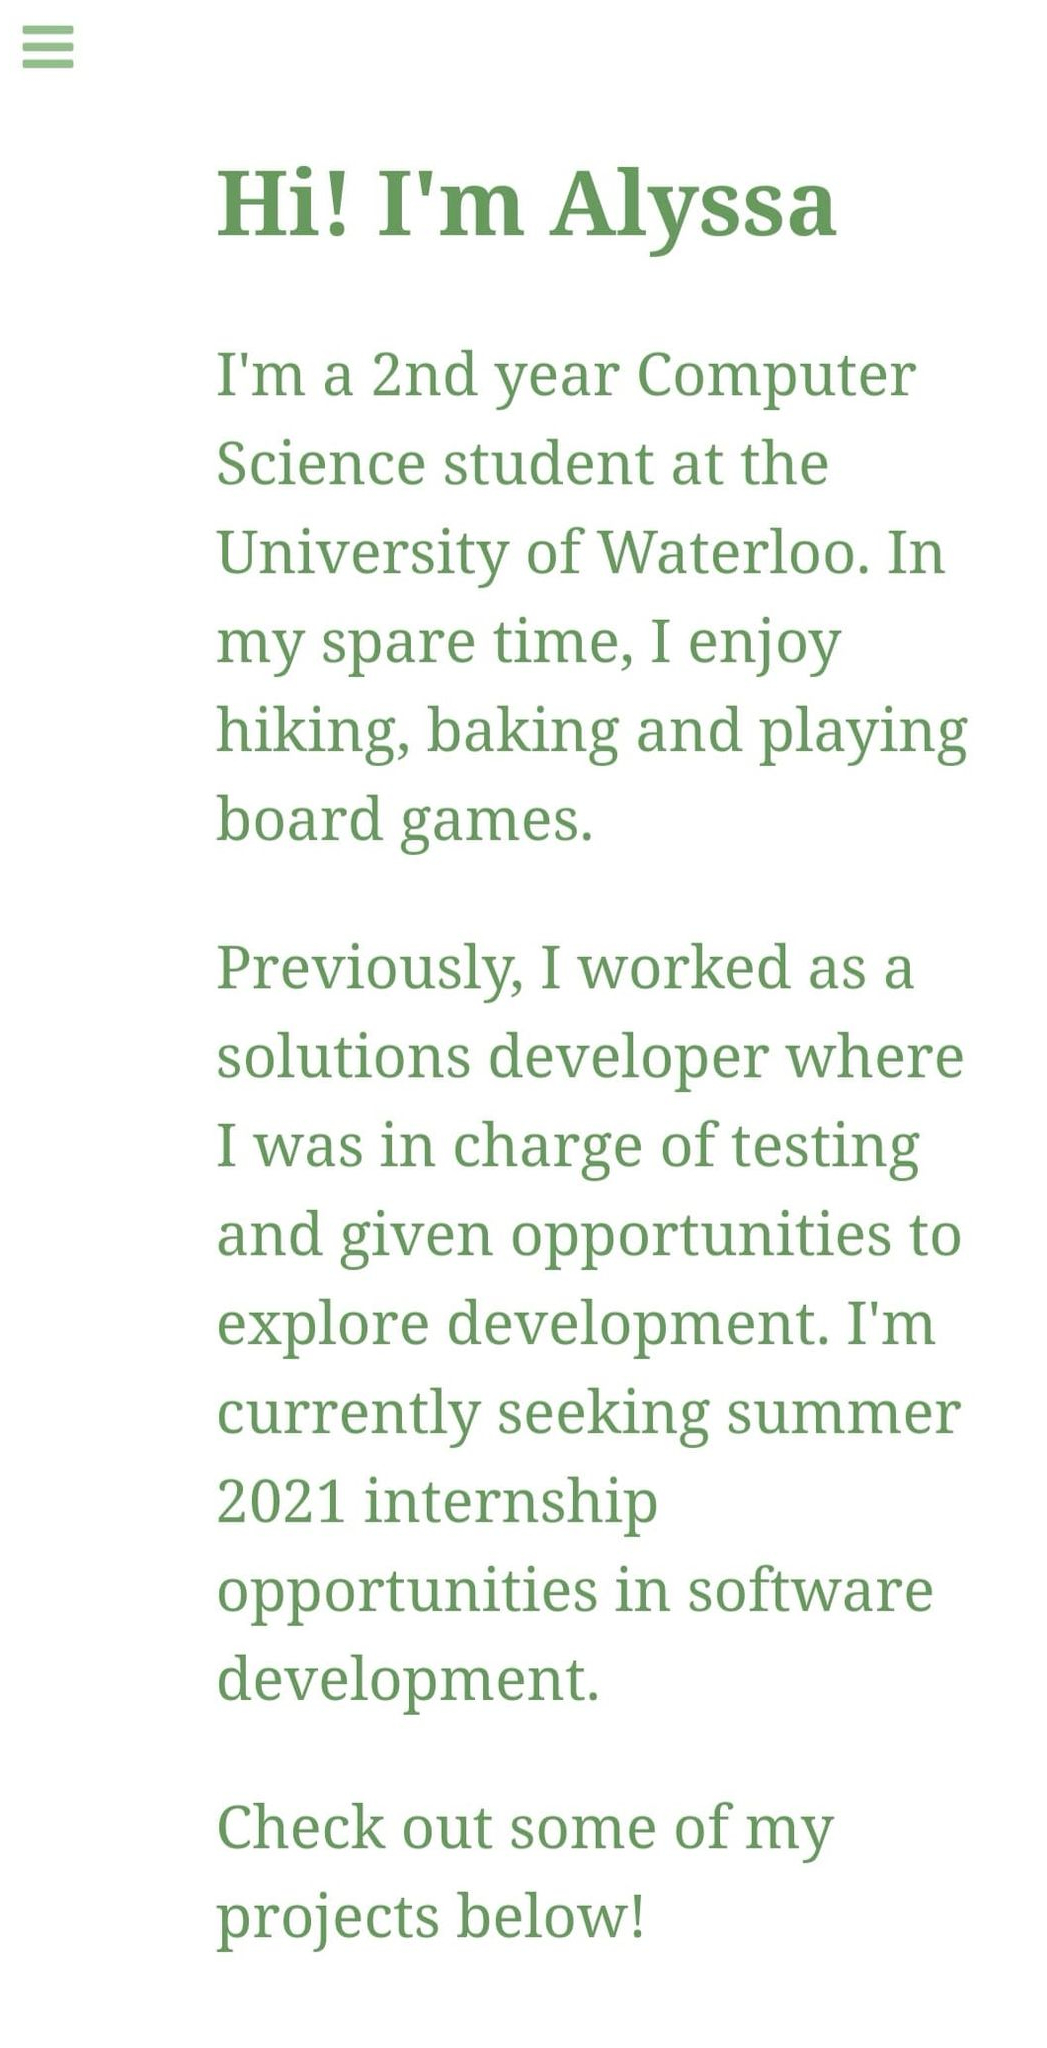 Hi! I'm Alyssa
I'm a 2nd year Computer
Science student at the
University of Waterloo. In
my spare time, I enjoy
hiking, baking and playing
board games.
Previously, I worked as a
solutions developer where
I was in charge of testing
and given opportunities to
explore development. I'm
currently seeking summer
2021 internship
opportunities in software
development.
Check out some of my
projects below!